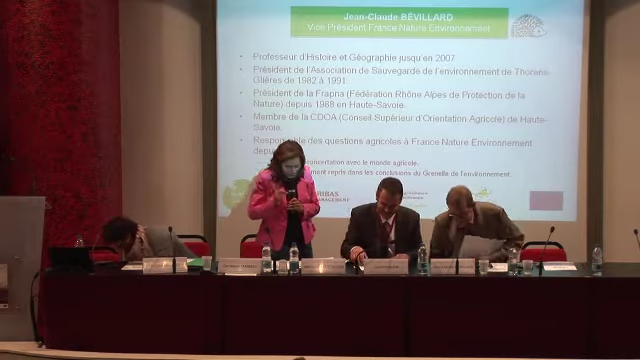 Jean-Claude BÉVILLARD
Vice Président France Nature Environnement
• Professeur d'Histoire et Géographie jusqu'en 2007
• Président de l'Association de Sauvegarde de l'environnement de Thorens-
Glières de 1982 à 1991
• Président de la Frapna (Fédération Rhône Alpes de Protection de la
Nature) depuis 1988 en Haute-Savoie.
• Membre de la CDOA (Conseil Supérieur d'Orientation Agricole) de Haute-
Savoie.
• Responsable des questions agricoles à France Nature Environnement
depu
concertation avec le monde agricole.
ment repris dans les conclusions du Grenelle de l'environnement.